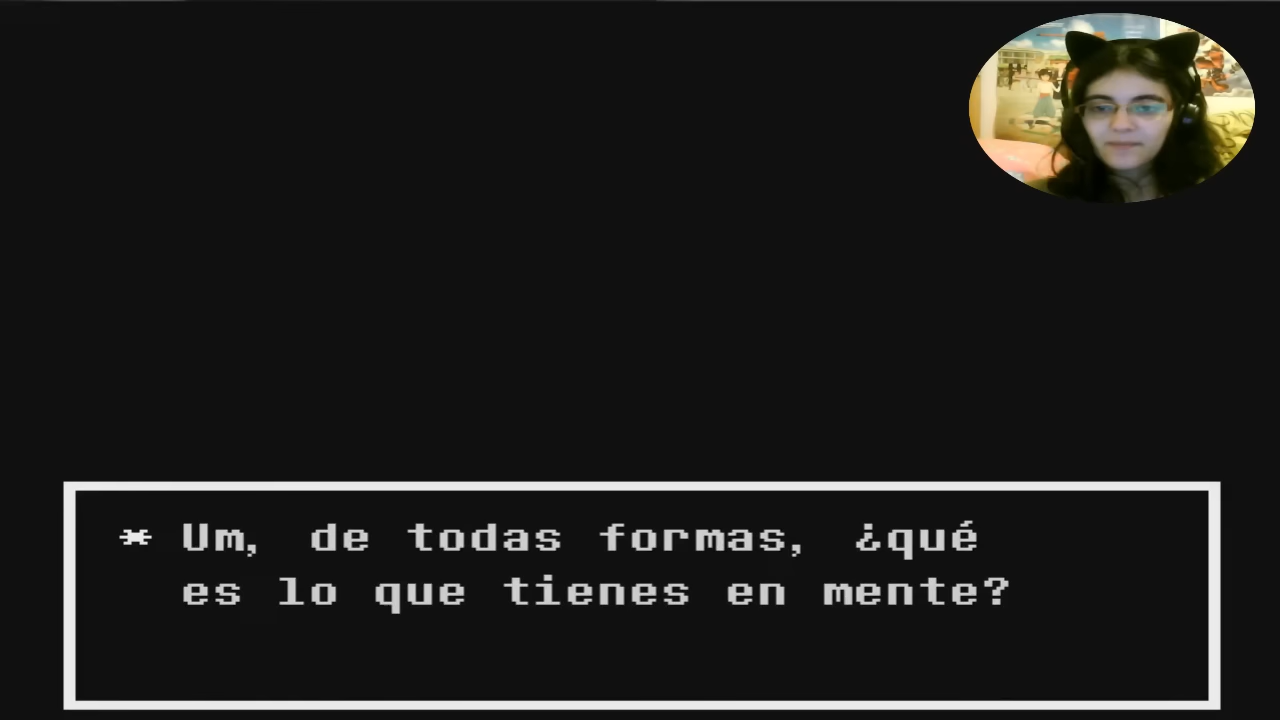 * Um, de todas formas, ¿qué
es lo que tienes en mente?